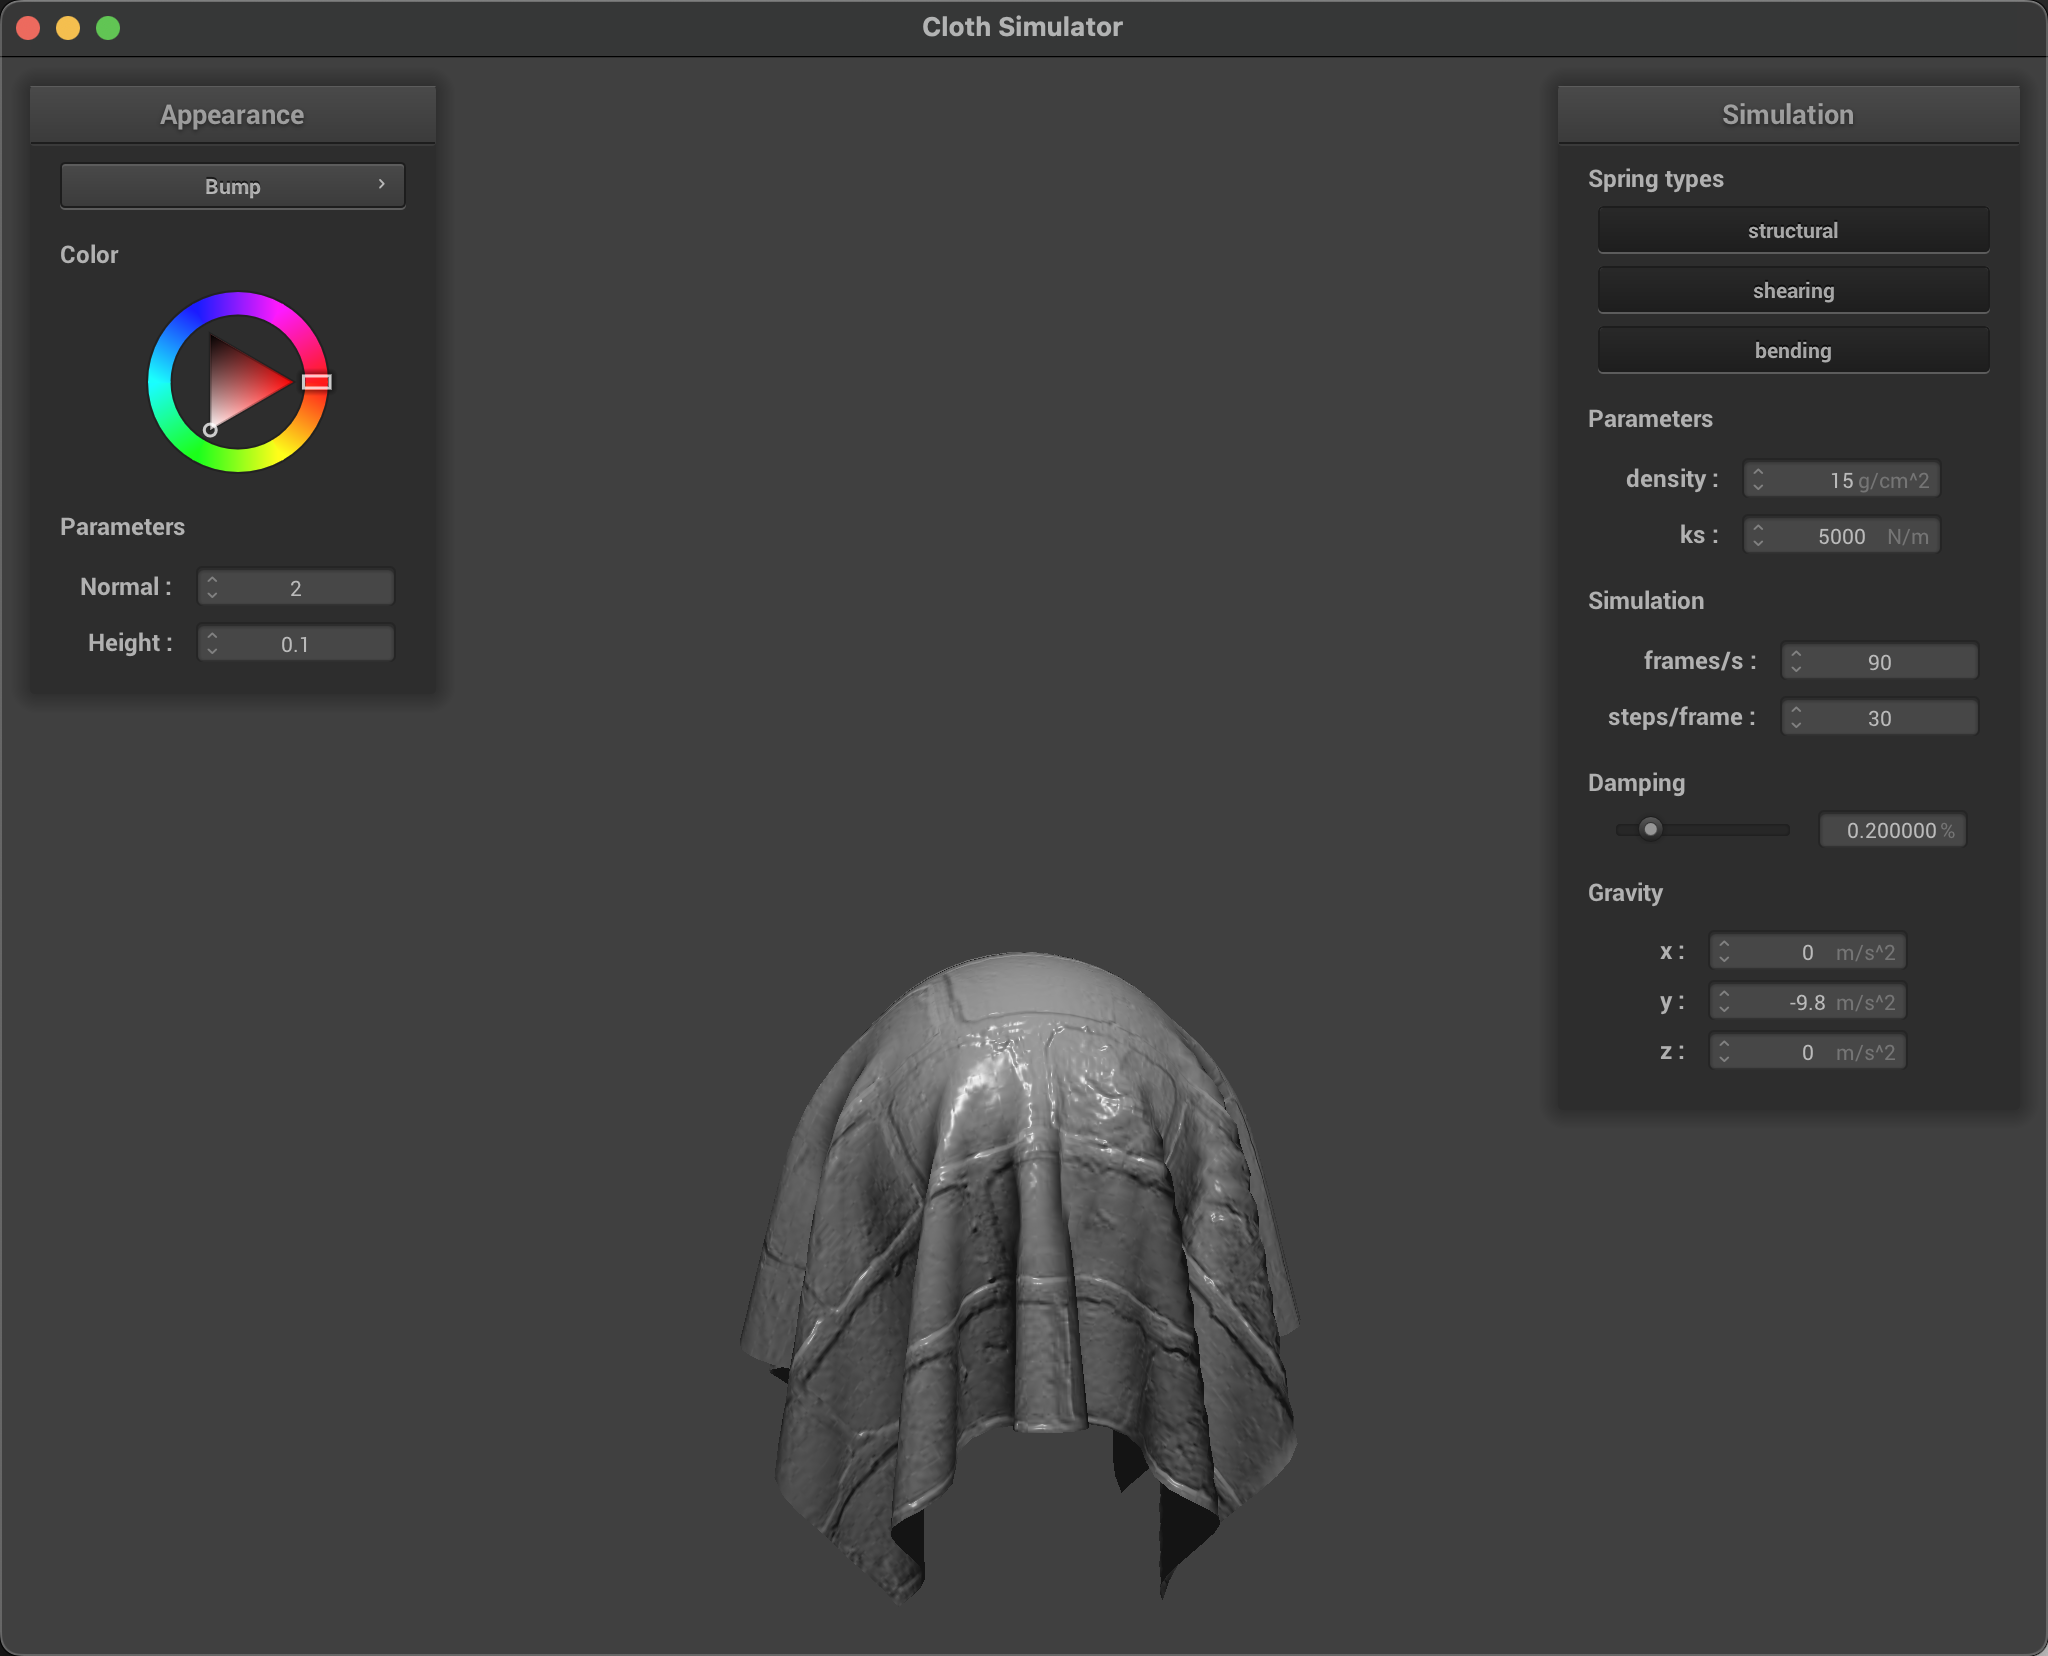 Cloth Simulator
Appearance
Bump
Color
Parameters
Normal : 2
Height : 0.1
Simulation
Spring types
structural
shearing
bending
Parameters
density : 15 g/cm^2
ks : 5000 N/m
Simulation
frames/s : 90
steps/frame : 30
Damping
0.200000 %
Gravity
x : 0 m/s^2
y : -9.8 m/s^2
z : 0 m/s^2